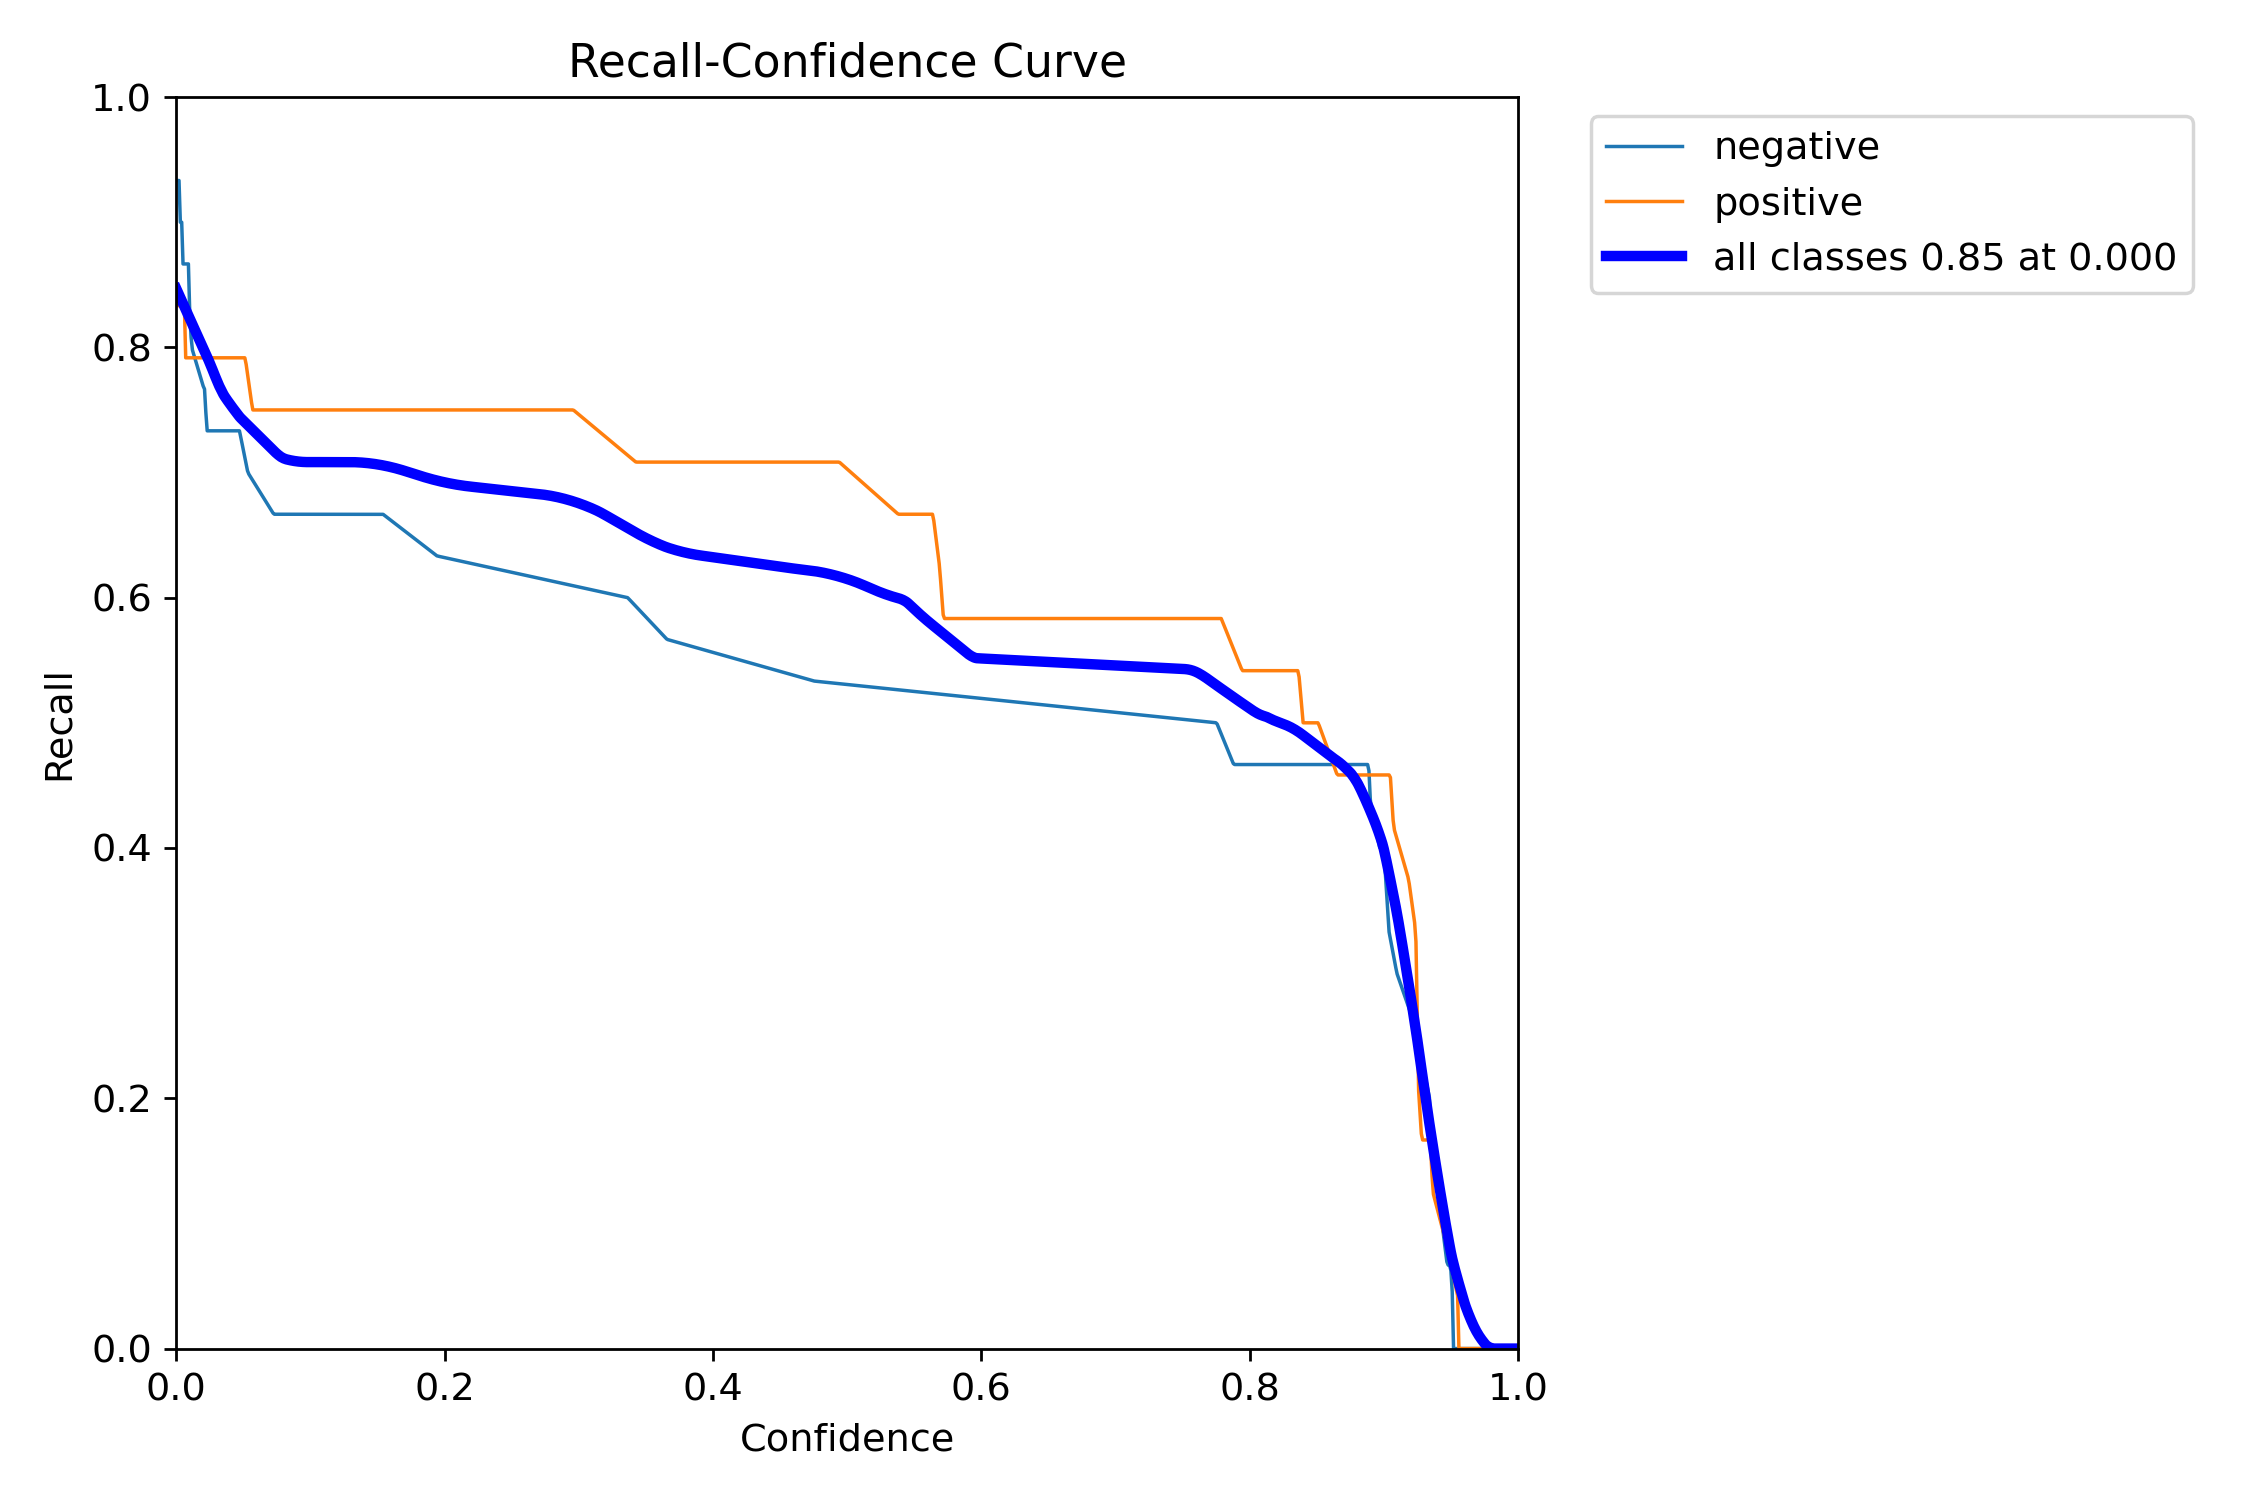 Recall-Confidence Curve
1.0
0.8
0.6
0.4
0.2
0.0
Recall
0.0 0.2 0.4 0.6 0.8 1.0
Confidence
negative
positive
all classes 0.85 at 0.000